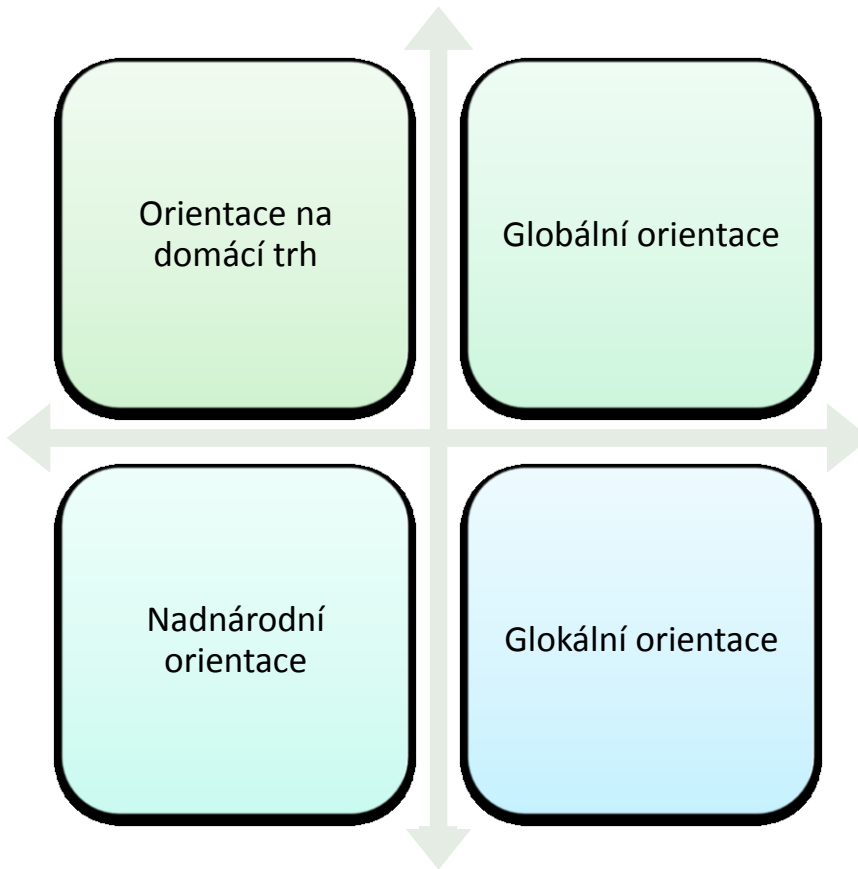 Orientace na
domácí trh
Globální orientace
Nadnárodní
orientace
Glokální orientace